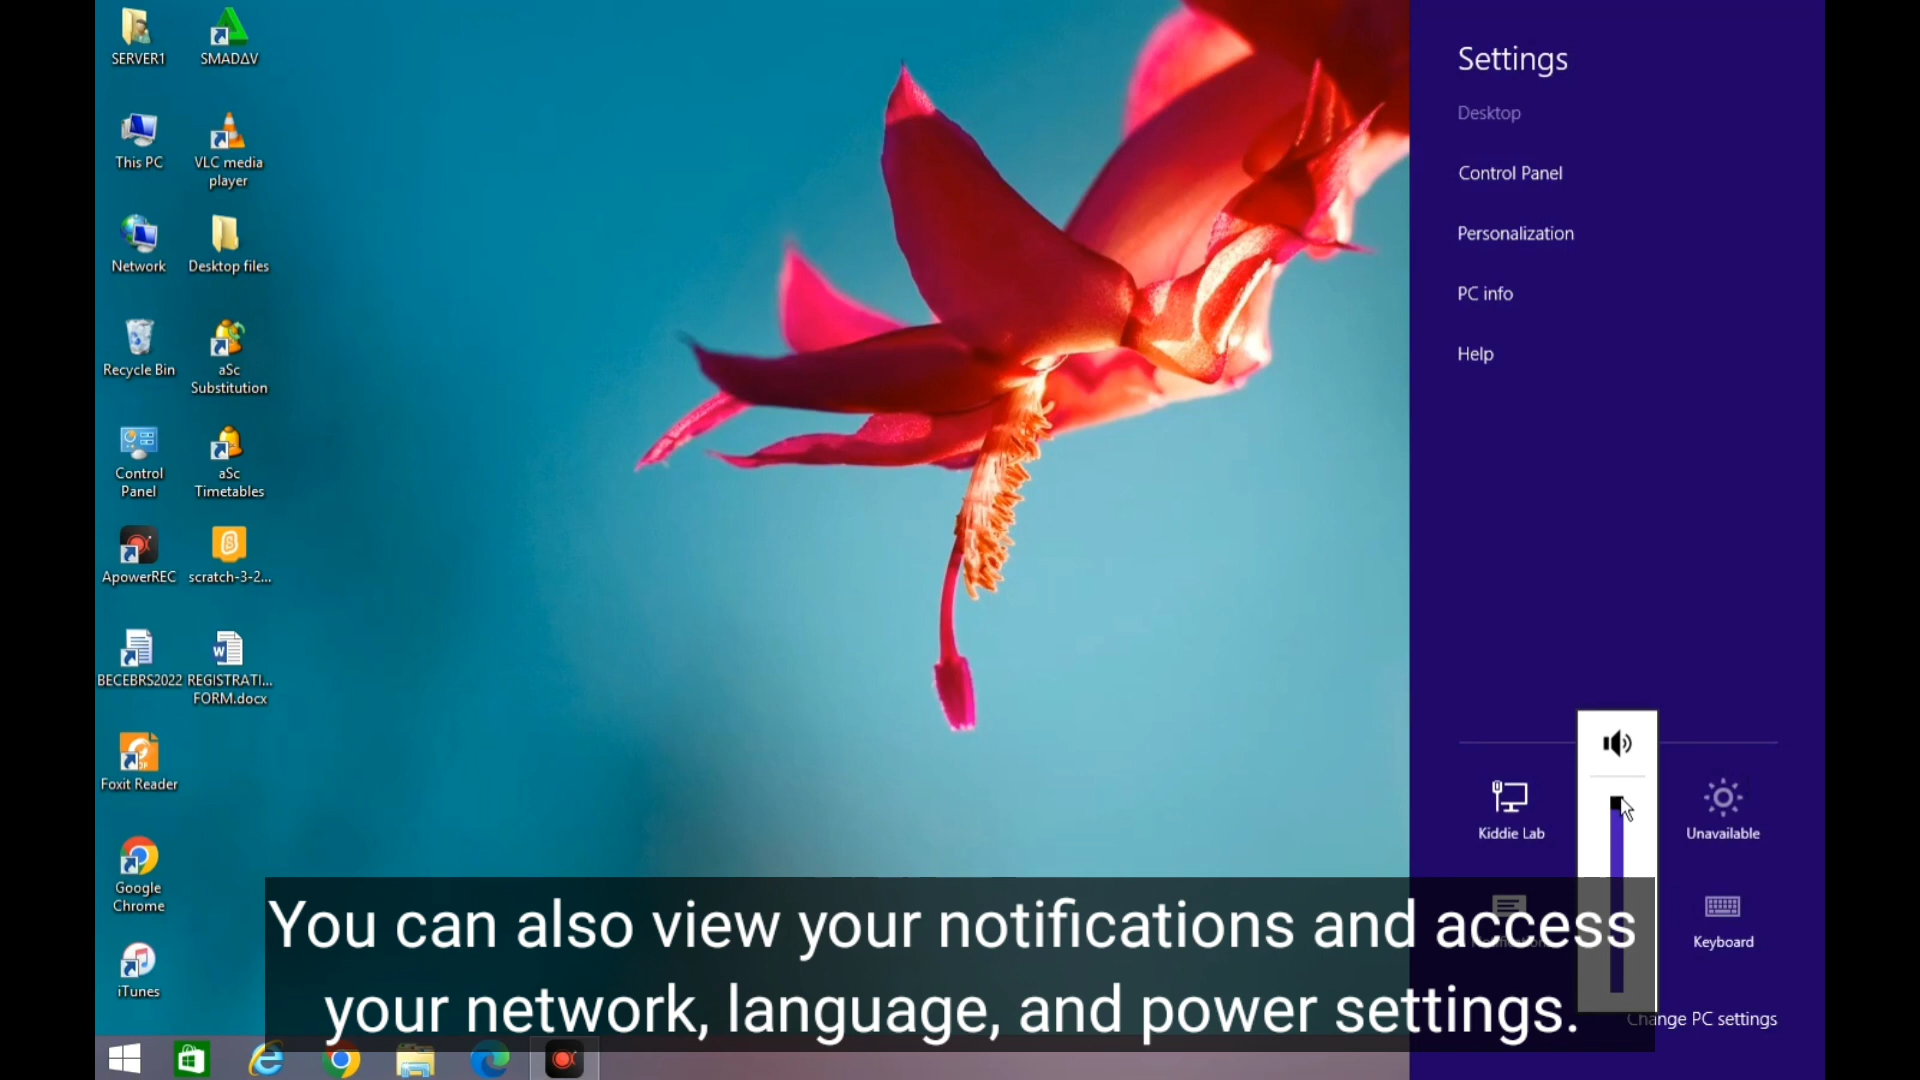 SERVER1
SMADΔV
This PC
VLC media
player
Network
Desktop files
Recycle Bin
aSc
Substitution
Control
Panel
aSc
Timetables
ApowerREC
scratch-3-2...
BECEBRS2022
REGISTRATI...
FORM.docx
Foxit Reader
Google
Chrome
iTunes
Settings
Desktop
Control Panel
Personalization
PC info
Help
Kiddie Lab
Unavailable
Keyboard
Change PC settings
You can also view your notifications and access
your network, language, and power settings.